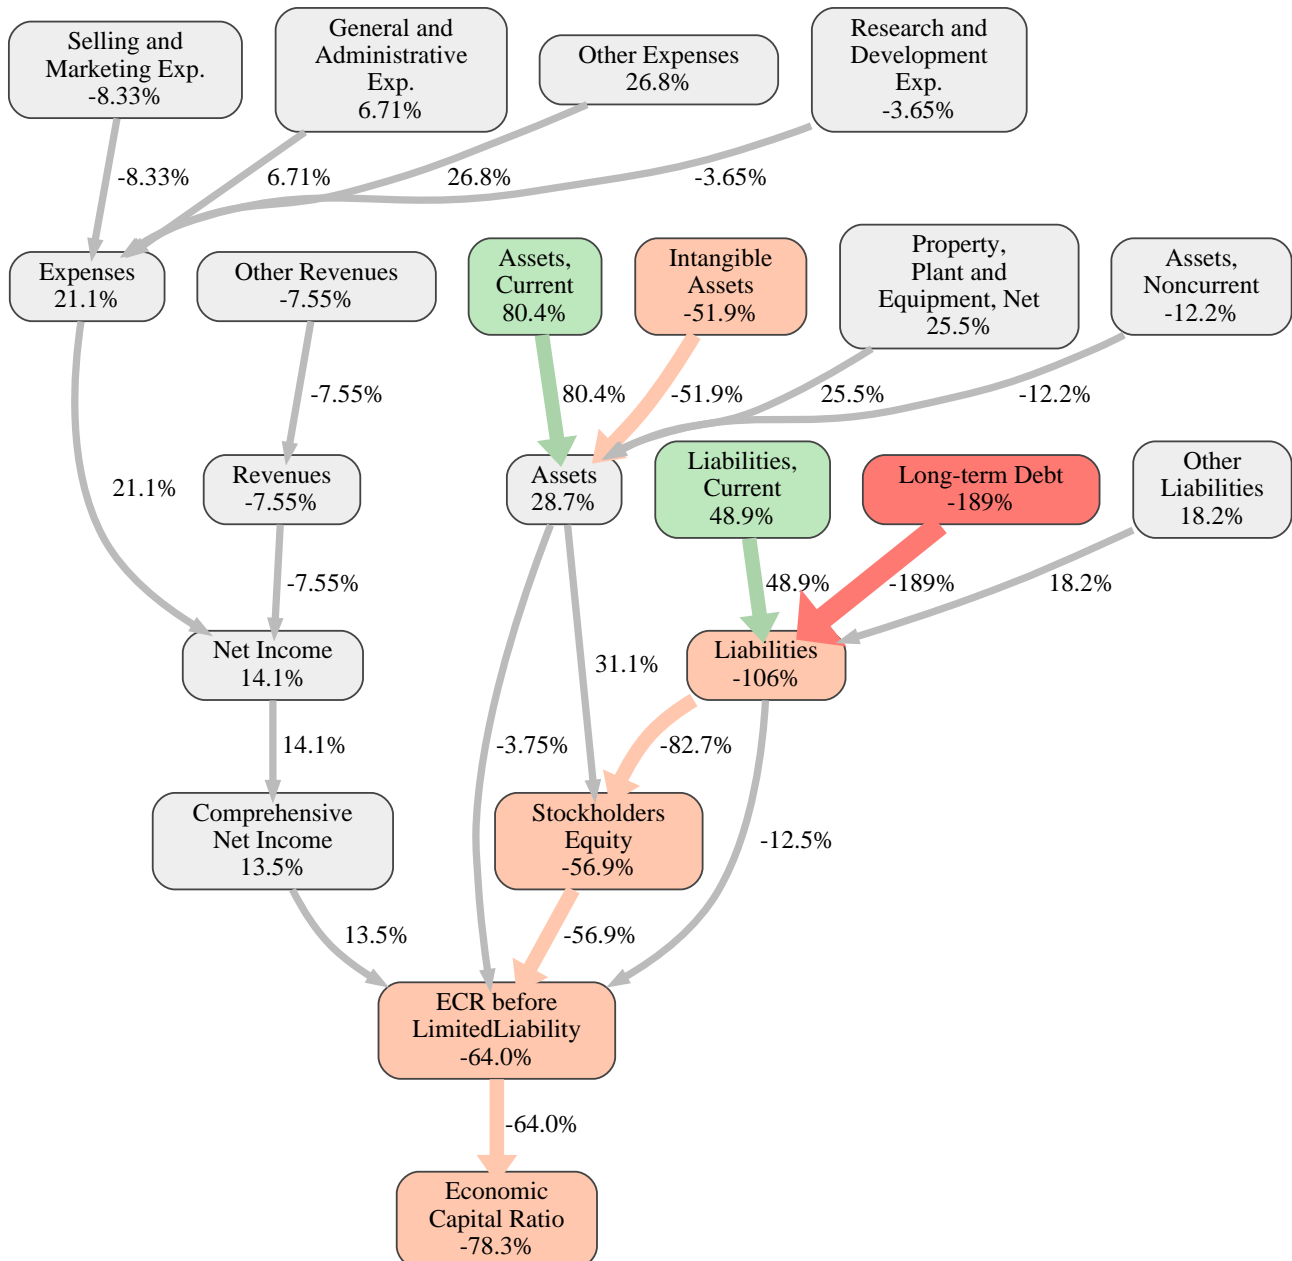 Selling and
Marketing Exp.
-8.33%
General and
Administrative
Exp.
6.71%
Other Expenses
26.8%
Research and
Development
Exp.
-3.65%
-8.33%
6.71%
26.8%
-3.65%
Expenses
21.1%
Other Revenues
-7.55%
Assets,
Current
80.4%
Intangible
Assets
-51.9%
Property,
Plant and
Equipment, Net
25.5%
Assets,
Noncurrent
-12.2%
-7.55%
80.4%
-51.9%
25.5%
-12.2%
21.1%
Revenues
-7.55%
Assets
28.7%
Liabilities,
Current
48.9%
Long-term Debt
-189%
Other
Liabilities
18.2%
-7.55%
48.9%
-189%
18.2%
Net Income
14.1%
31.1%
Liabilities
-106%
14.1%
-3.75%
-82.7%
Comprehensive
Net Income
13.5%
Stockholders
Equity
-56.9%
-12.5%
13.5%
-56.9%
ECR before
LimitedLiability
-64.0%
-64.0%
Economic
Capital Ratio
-78.3%